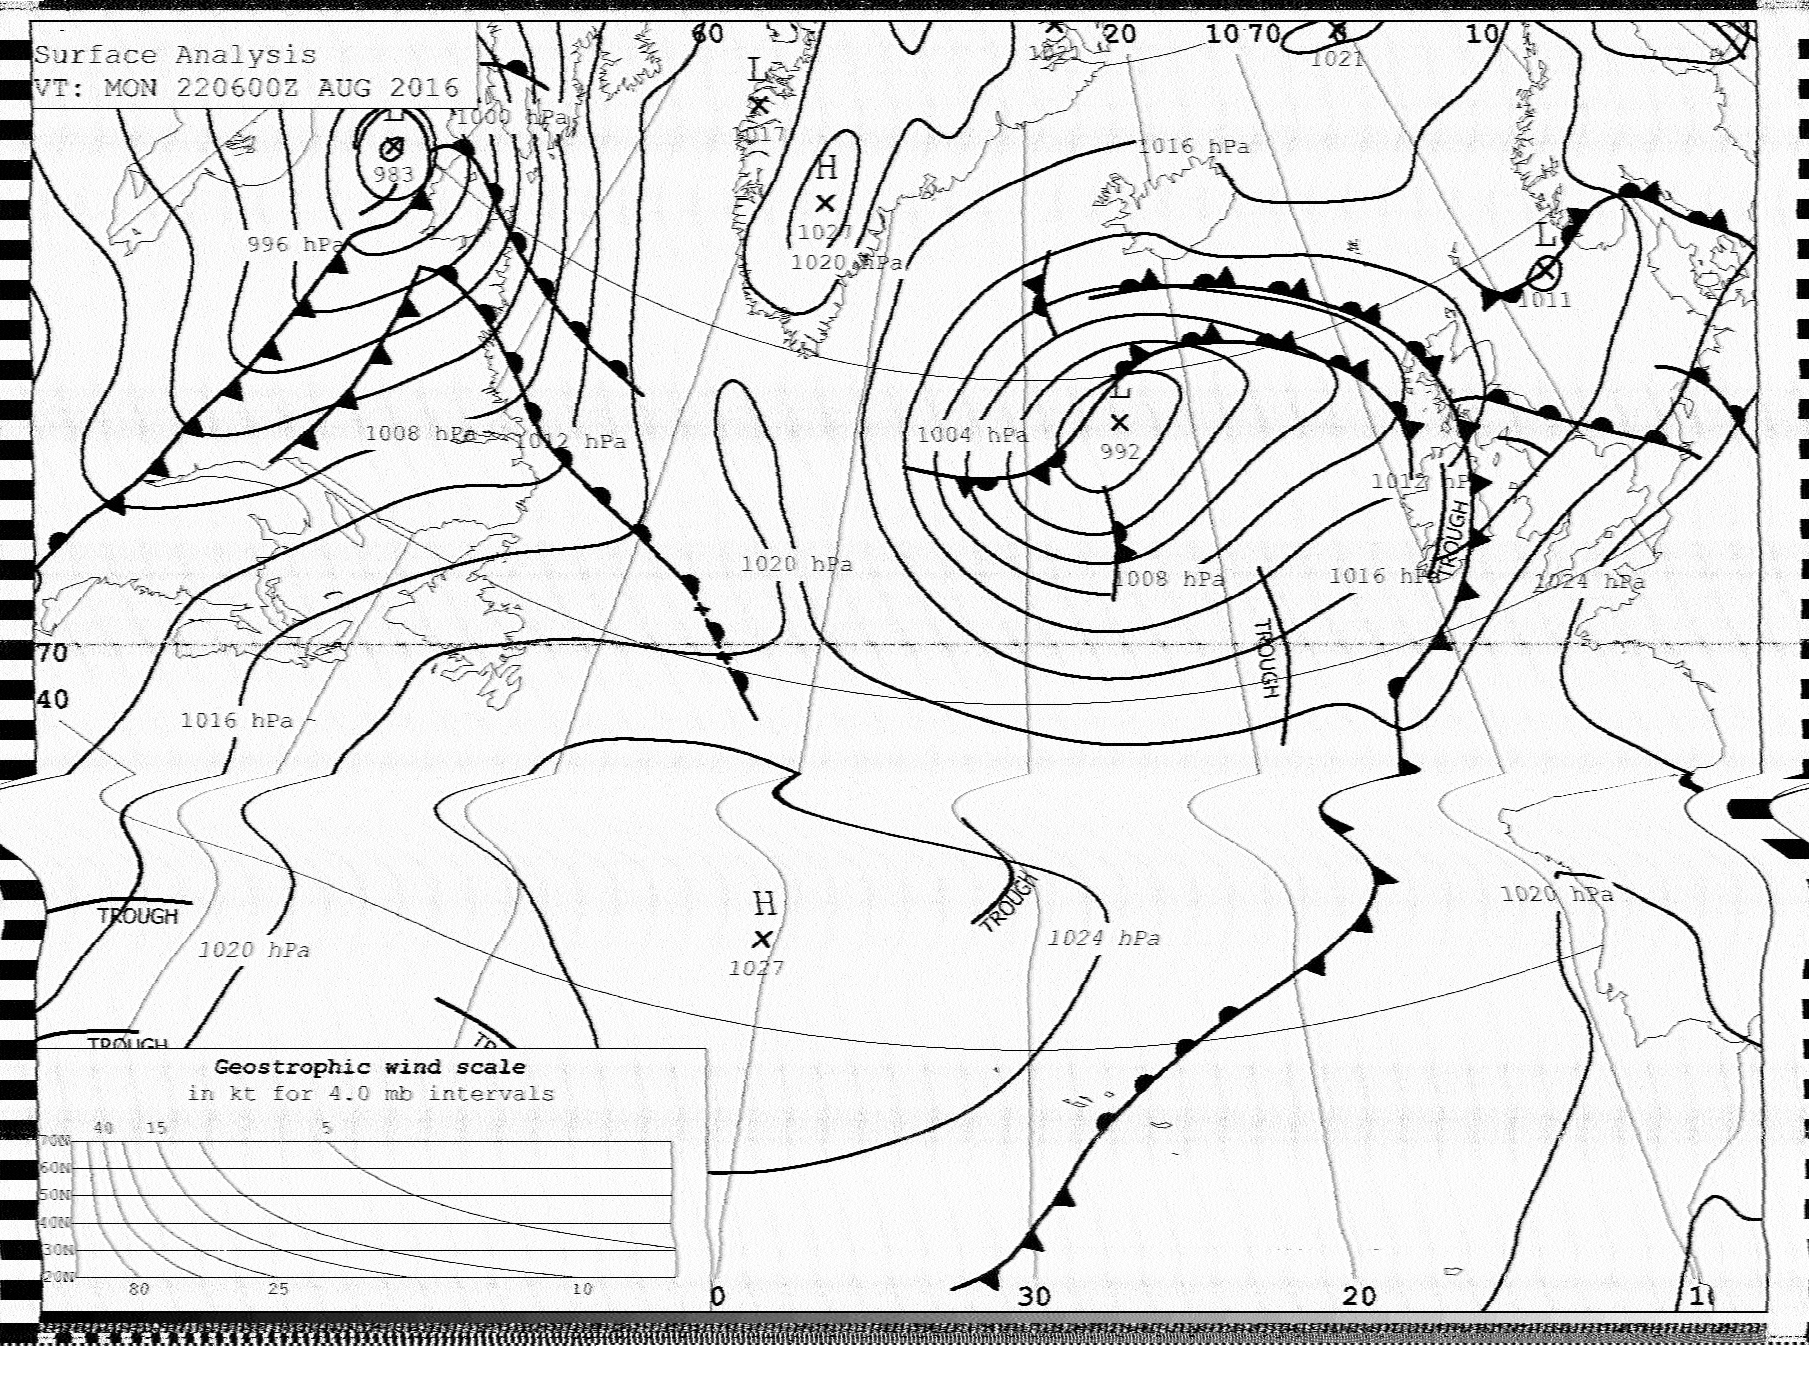 Surface Analysis
VT: MON 220600Z AUG 2016
60
20
10
70
10
1021
1021
L
1017
1000 hPa
983
1016 hPa
H
1027
1020 hPa
996 hPa
L
1011
L
992
1004 hPa
1008 hPa
1012 hPa
1012 hPa
TROUGH
1020 hPa
1008 hPa
1016 hPa
1024 hPa
TROUGH
70
40
1016 hPa
TROUGH
1020 hPa
H
1027
TROUGH
1024 hPa
1020 hPa
TROUGH
Geostrophic wind scale
in kt for 4.0 mb intervals
40
15
5
70N
60N
50N
40N
30N
20N
80
25
10
30
20